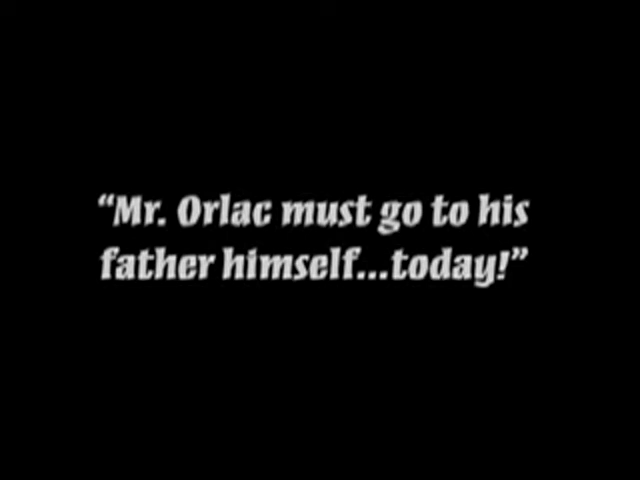 “Mr. Orlac must go to his
father himself...today!”